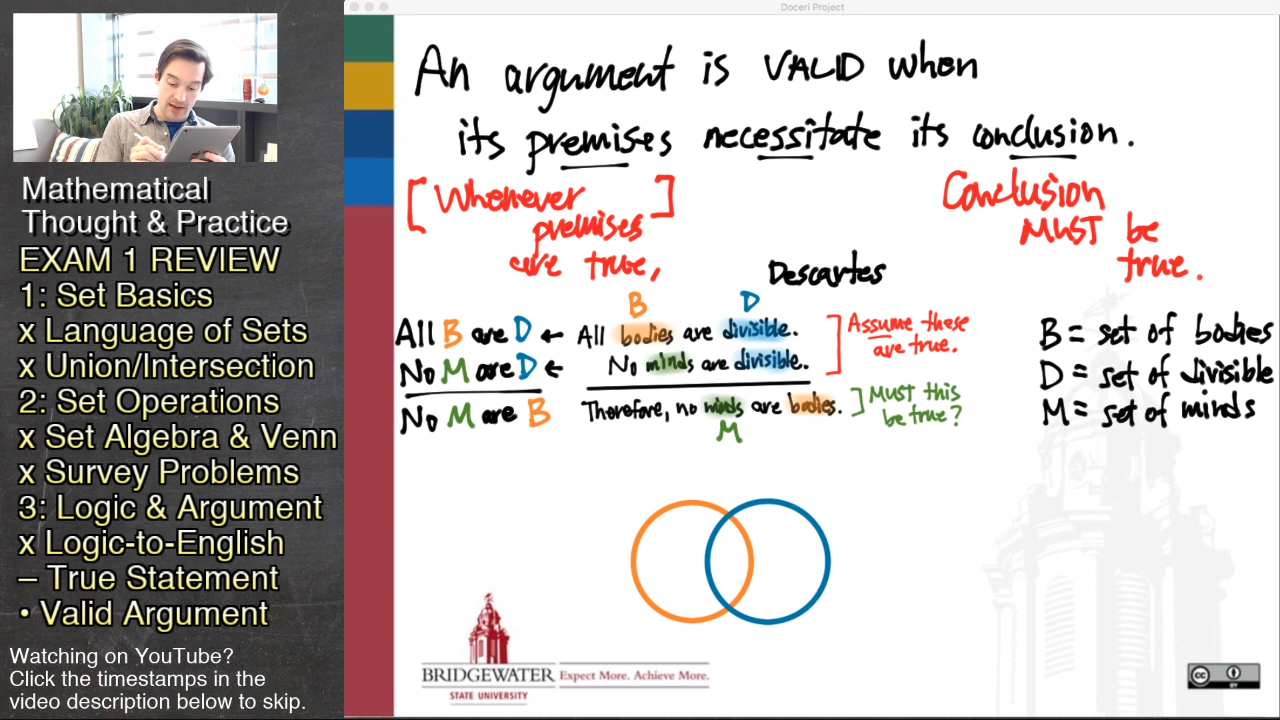 Doceri Project
An argument is VALID when
its premises necessitate its conclusion.
[Whenever premises are true,]
Conclusion MUST be true.
Descartes
B D
All B are D ← All bodies are divisible.
No M are D ← No minds are divisible.
No M are B Therefore, no minds are bodies.
M
Assume these
are true.
Must this
be true?
B = set of bodies
D = set of divisible
M = set of minds
Mathematical
Thought & Practice
EXAM 1 REVIEW
1: Set Basics
x Language of Sets
x Union/Intersection
2: Set Operations
x Set Algebra & Venn
x Survey Problems
3: Logic & Argument
x Logic-to-English
– True Statement
• Valid Argument
Watching on YouTube?
Click the timestamps in the
video description below to skip.
BRIDGEWATER
STATE UNIVERSITY
Expect More. Achieve More.
cc
BY